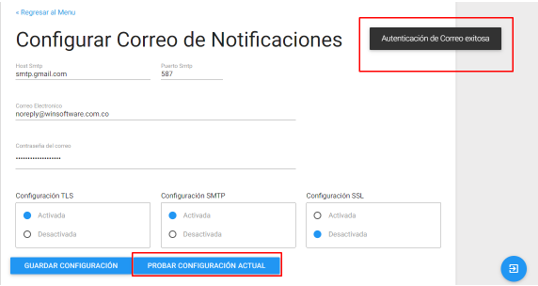 « Regresar al Menu
Configurar Correo de Notificaciones
Autenticación de Correo exitosa
Host Smtp
Puerto Smtp
smtp.gmail.com
587
Correo Electronico
noreply@winsoftware.com.co
Contraseña del correo
Configuración TLS
Configuración SMTP
Configuración SSL
Activada
Activada
Activada
Desactivada
Desactivada
Desactivada
GUARDAR CONFIGURACIÓN
PROBAR CONFIGURACIÓN ACTUAL